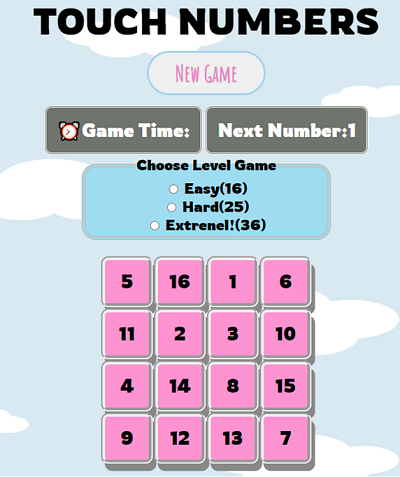 TOUCH NUMBERS
New Game
Game Time: Next Number:1
Choose Level Game
Easy(16)
Hard(25)
Extrenel!(36)
5 16 1 6
11 2 3 10
4 14 8 15
9 12 13 7